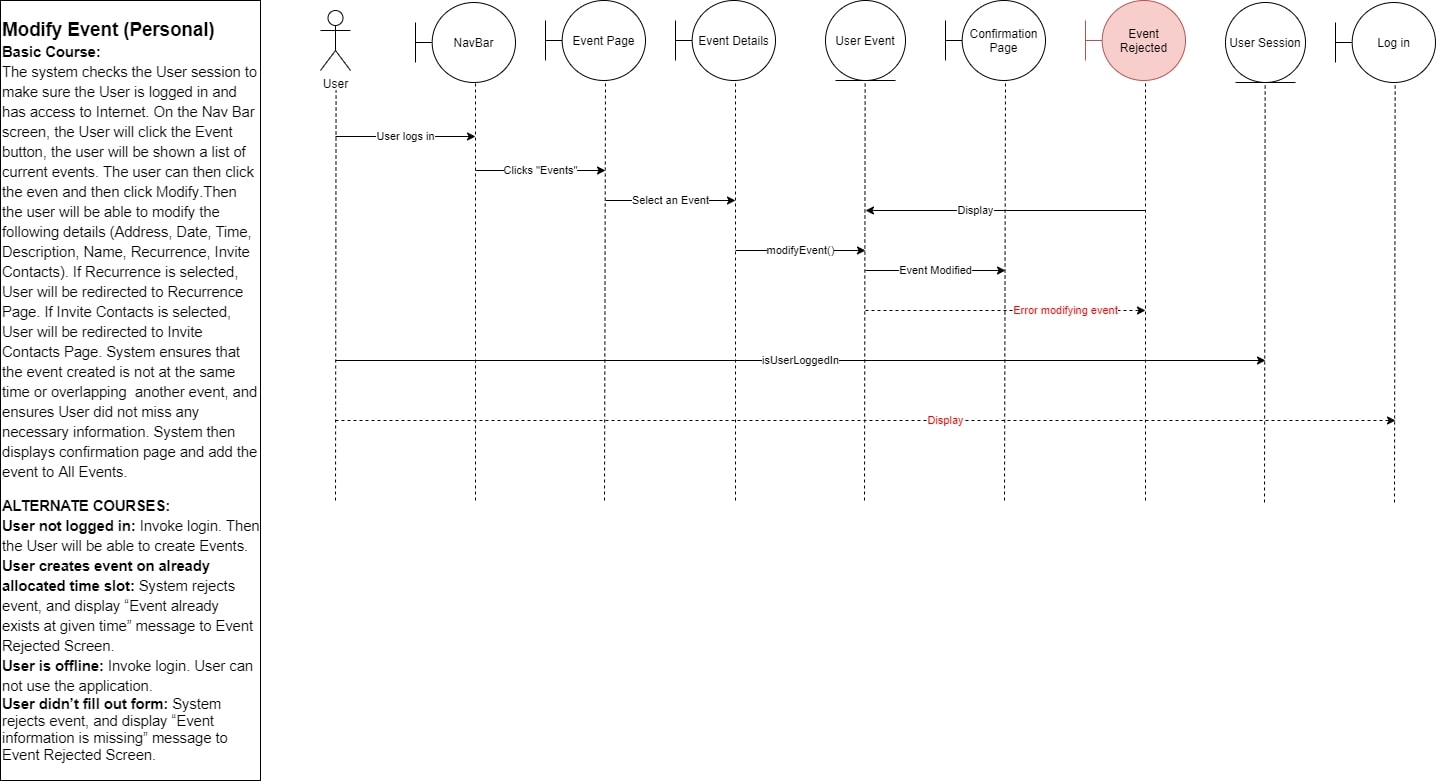 Modify Event (Personal)
Basic Course:
The system checks the User session to
make sure the User is logged in and
has access to Internet. On the Nav Bar
screen, the User will click the Event
button, the user will be shown a list of
current events. The user can then click
the even and then click Modify.Then
the user will be able to modify the
following details (Address, Date, Time,
Description, Name, Recurrence, Invite
Contacts). If Recurrence is selected,
User will be redirected to Recurrence
Page. If Invite Contacts is selected,
User will be redirected to Invite
Contacts Page. System ensures that
the event created is not at the same
time or overlapping  another event, and
ensures User did not miss any
necessary information. System then
displays confirmation page and add the
event to All Events.
ALTERNATE COURSES:
User not logged in: Invoke login. Then
the User will be able to create Events.
User creates event on already
allocated time slot: System rejects
event, and display “Event already
exists at given time” message to Event
Rejected Screen.
User is offline: Invoke login. User can
not use the application.
User didn’t fill out form: System
rejects event, and display “Event
information is missing” message to
Event Rejected Screen.
User
NavBar
Event Page
Event Details
User Event
Confirmation
Page
Event
Rejected
User Session
Log in
User logs in
Clicks "Events"
Select an Event
Display
modifyEvent()
Event Modified
Error modifying event
isUserLoggedIn
Display